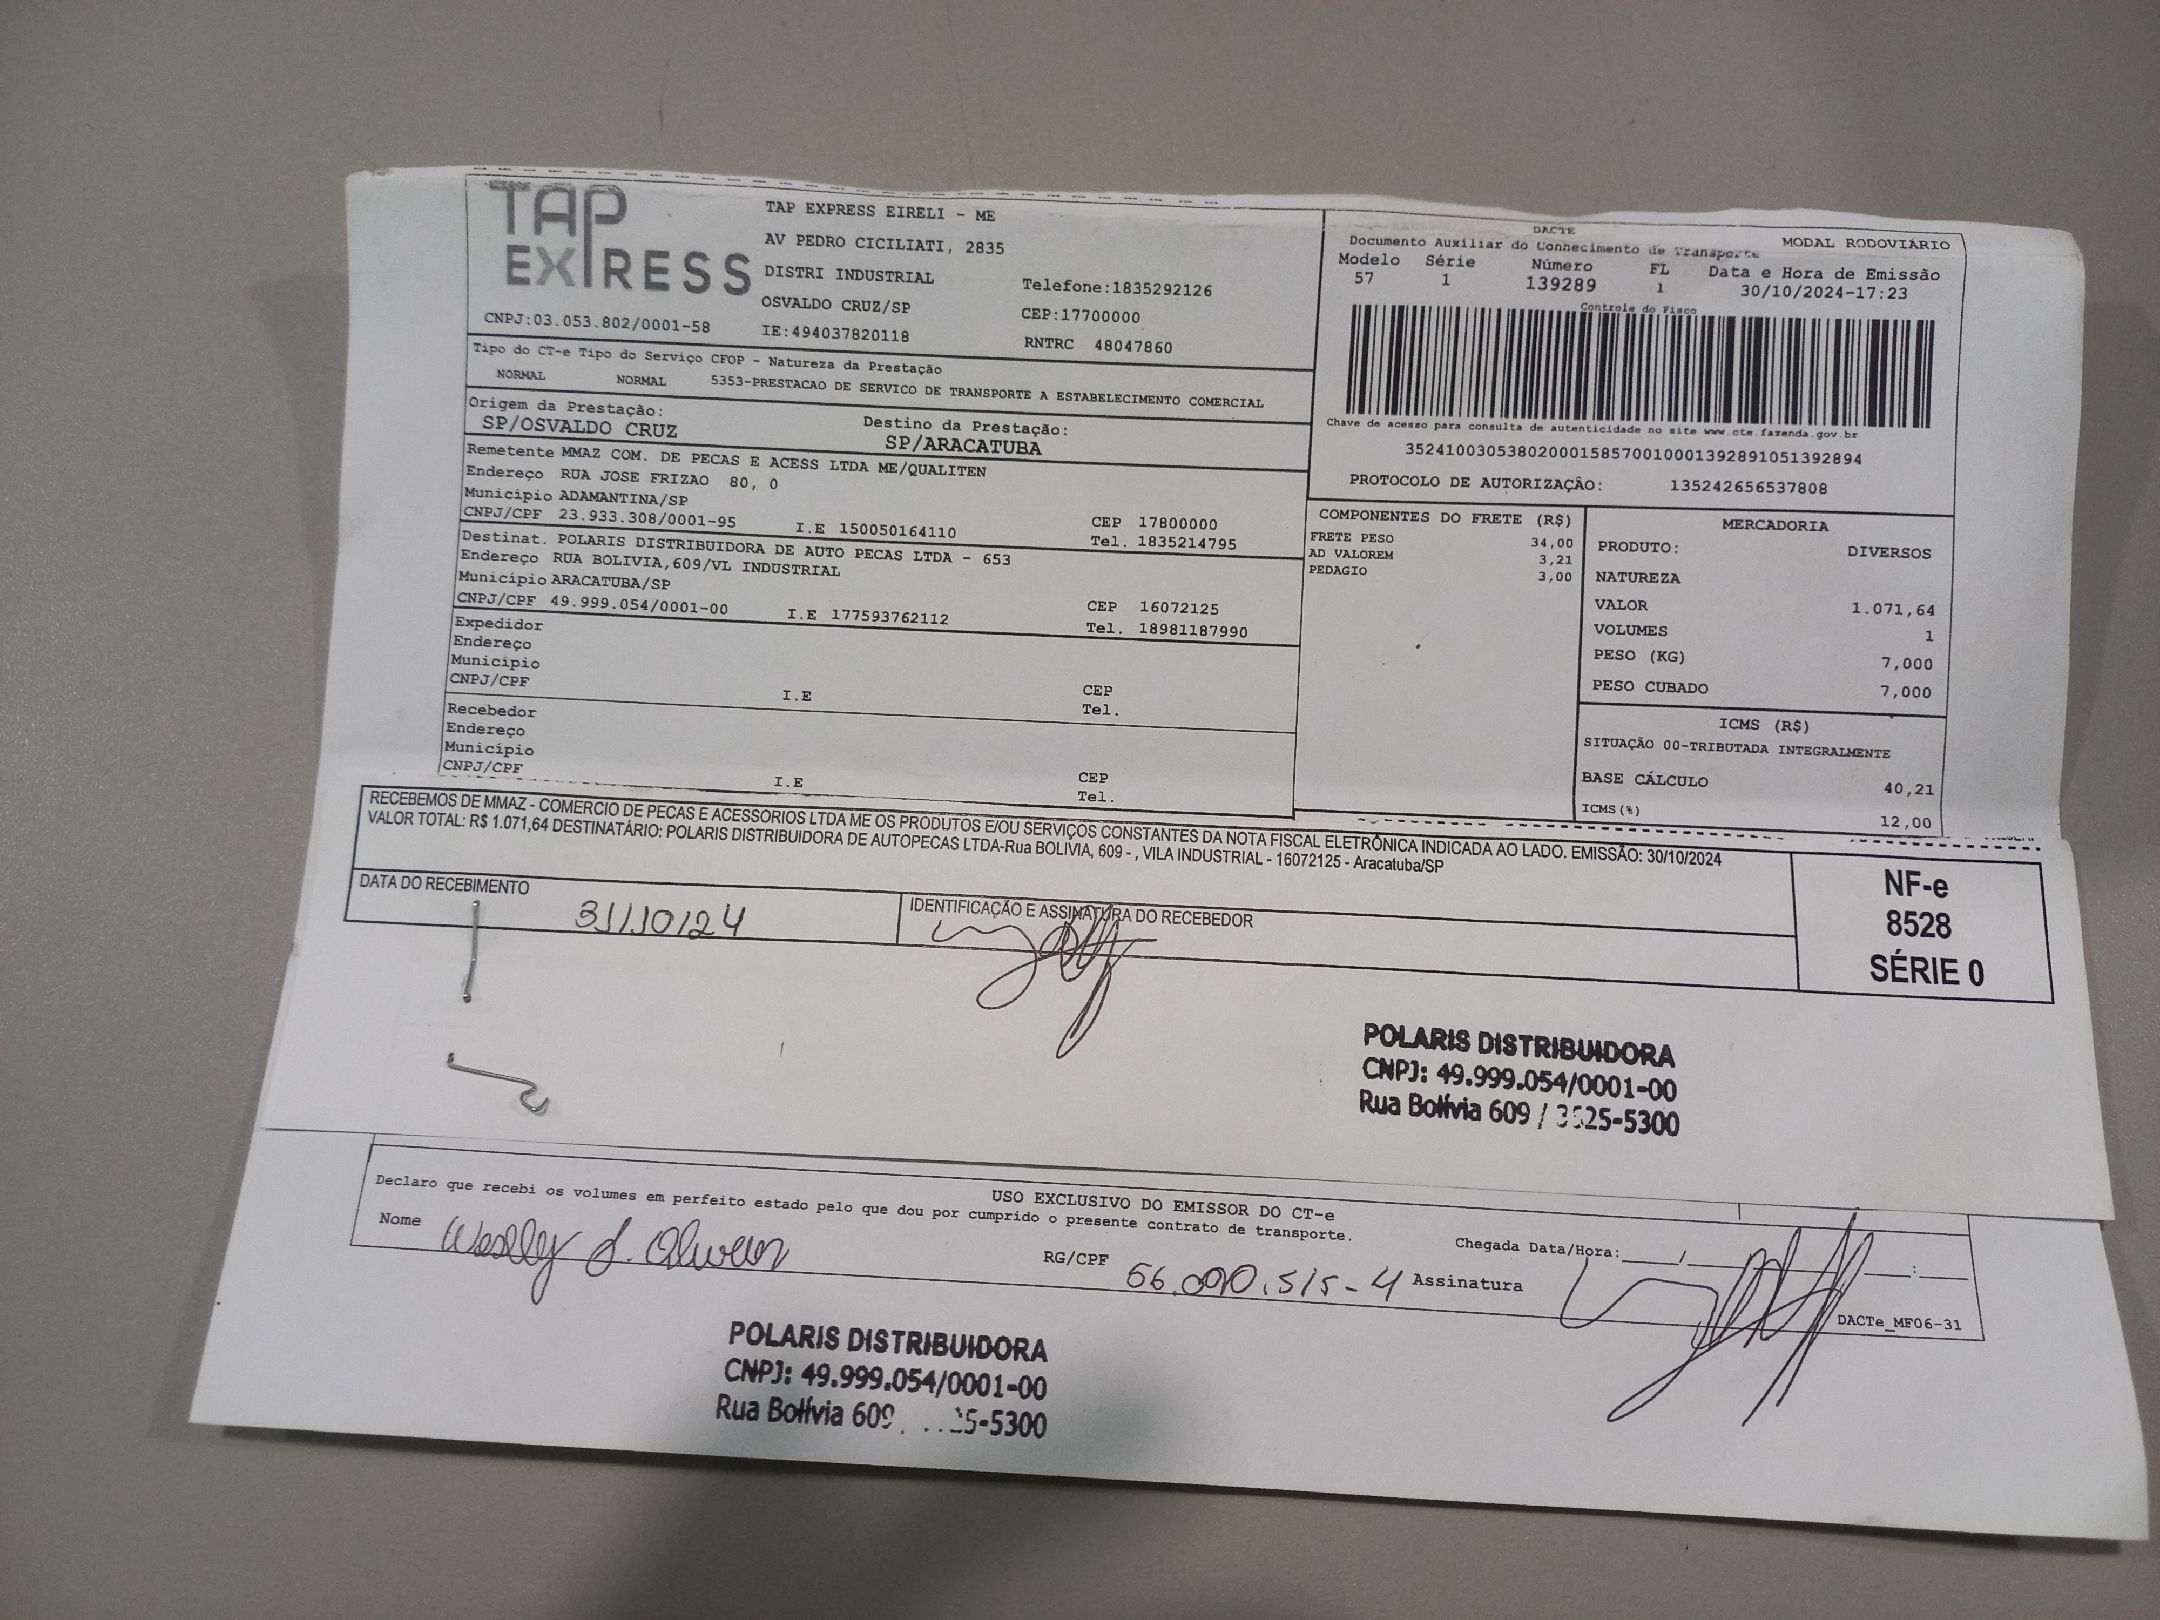 TAP EXPRESS
TAP EXPRESS EIRELI - ME
AV PEDRO CICILIATI, 2835
DISTRI INDUSTRIAL
Telefone:1835292126
OSVALDO CRUZ/SP
CEP:17700000
CNPJ:03.053.802/0001-58
IE:494037820118
RNTRC 48047860
DACTE
MODAL RODOVIÁRIO
Documento Auxiliar do Conhecimento de Transporte
Modelo Série Número FL Data e Hora de Emissão
57 1 139289 1 30/10/2024-17:23
Controle do Fisco
Chave de acesso para consulta de autenticidade no site www.cte.fazenda.gov.br
35241003053802000158570010001392891051392894
PROTOCOLO DE AUTORIZAÇÃO: 135242656537808
Tipo do CT-e Tipo do Serviço CFOP - Natureza da Prestação
NORMAL NORMAL 5353-PRESTACAO DE SERVICO DE TRANSPORTE A ESTABELECIMENTO COMERCIAL
Origem da Prestação: Destino da Prestação:
SP/OSVALDO CRUZ SP/ARACATUBA
Remetente MMAZ COM. DE PECAS E ACESS LTDA ME/QUALITEN
Endereço RUA JOSE FRIZAO 80, 0
Município ADAMANTINA/SP CEP 17800000
CNPJ/CPF 23.933.308/0001-95 I.E 150050164110 Tel. 1835214795
Destinat. POLARIS DISTRIBUIDORA DE AUTO PECAS LTDA - 653
Endereço RUA BOLIVIA,609/VL INDUSTRIAL
Município ARACATUBA/SP CEP 16072125
CNPJ/CPF 49.999.054/0001-00 I.E 177593762112 Tel. 18981187990
Expedidor
Endereço
Município CEP
CNPJ/CPF I.E Tel.
Recebedor
Endereço
Município CEP
CNPJ/CPF I.E Tel.
COMPONENTES DO FRETE (R$)
FRETE PESO 34,00
AD VALOREM 3,21
PEDAGIO 3,00
MERCADORIA
PRODUTO: DIVERSOS
NATUREZA
VALOR 1.071,64
VOLUMES 1
PESO (KG) 7,000
PESO CUBADO 7,000
ICMS (R$)
SITUAÇÃO 00-TRIBUTADA INTEGRALMENTE
BASE CÁLCULO 40,21
ICMS(%) 12,00
RECEBEMOS DE MMAZ - COMERCIO DE PECAS E ACESSORIOS LTDA ME OS PRODUTOS E/OU SERVIÇOS CONSTANTES DA NOTA FISCAL ELETRÔNICA INDICADA AO LADO. EMISSÃO: 30/10/2024
VALOR TOTAL: R$ 1.071,64 DESTINATÁRIO: POLARIS DISTRIBUIDORA DE AUTOPECAS LTDA-Rua BOLIVIA, 609 - , VILA INDUSTRIAL - 16072125 - Aracatuba/SP
DATA DO RECEBIMENTO
31/10/24
IDENTIFICAÇÃO E ASSINATURA DO RECEBEDOR
NF-e
8528
SÉRIE 0
POLARIS DISTRIBUIDORA
CNPJ: 49.999.054/0001-00
Rua Bolívia 609 / 3625-5300
USO EXCLUSIVO DO EMISSOR DO CT-e
Declaro que recebi os volumes em perfeito estado pelo que dou por cumprido o presente contrato de transporte.
Nome Weslly S. Oliveira RG/CPF 56.090.515-4 Assinatura
Chegada Data/Hora:____/ ____:____
DACTe_MF06-31
POLARIS DISTRIBUIDORA
CNPJ: 49.999.054/0001-00
Rua Bolívia 609 5-5300